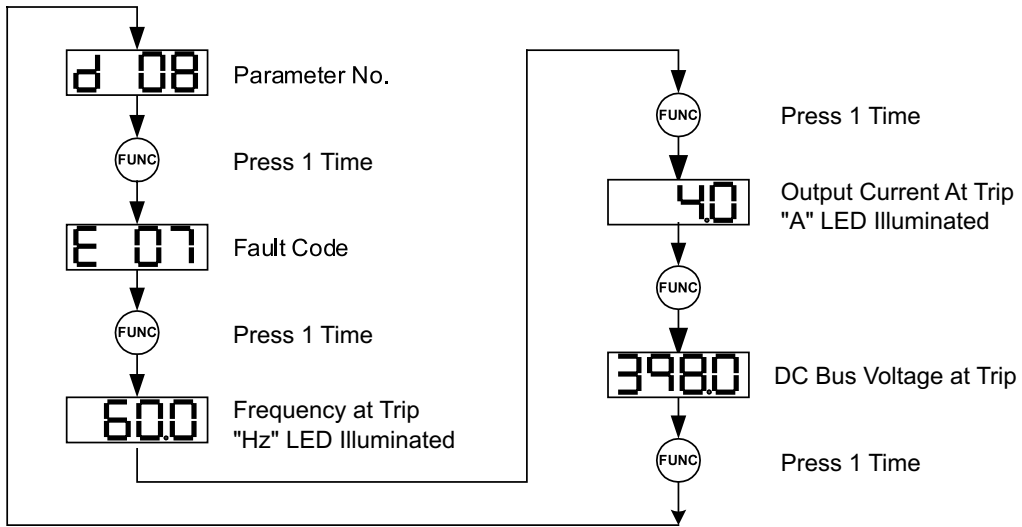 d 08
Parameter No.
FUNC
Press 1 Time
E 07
Fault Code
FUNC
Press 1 Time
60.0
Frequency at Trip
"Hz" LED Illuminated
FUNC
Press 1 Time
4.0
Output Current At Trip
"A" LED Illuminated
FUNC
398.0
DC Bus Voltage at Trip
FUNC
Press 1 Time